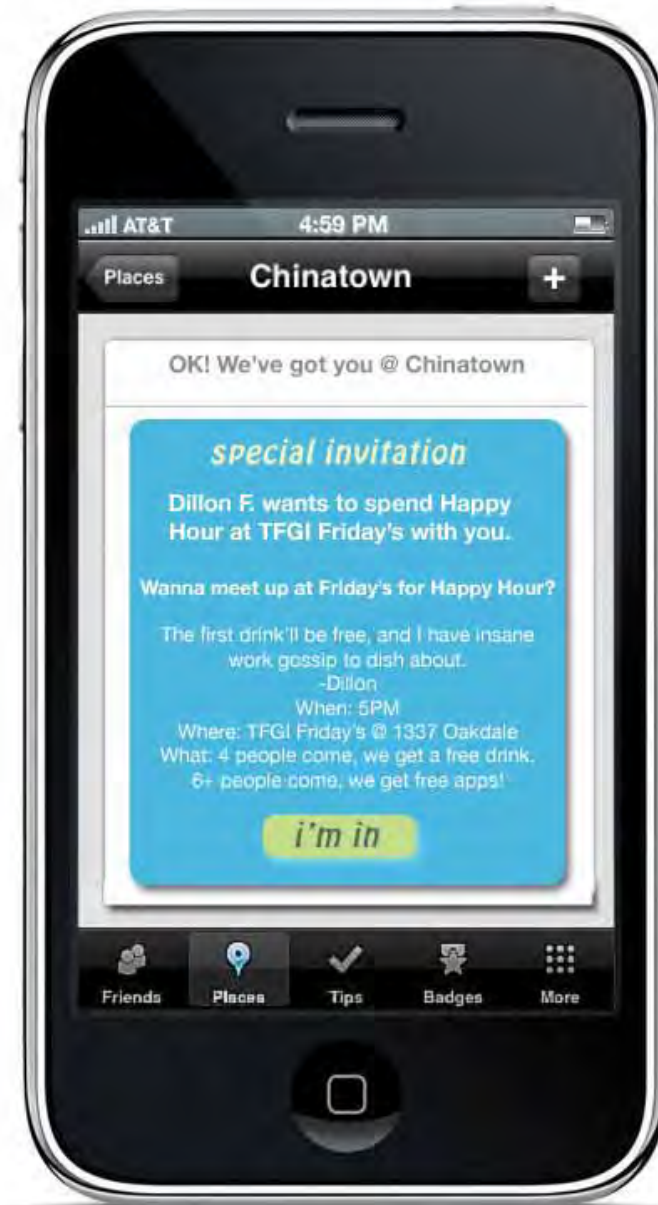 AT&T 4:59 PM
Places Chinatown +
OK! We've got you @ Chinatown
special invitation
Dillon F. wants to spend Happy
Hour at TFGI Friday's with you.
Wanna meet up at Friday's for Happy Hour?
The first drink'll be free, and I have insane
work gossip to dish about.
-Dillon
When: 5PM
Where: TFGI Friday's @ 1337 Oakdale
What: 4 people come, we get a free drink.
6+ people come, we get free apps!
i'm in
Friends Places Tips Badges More